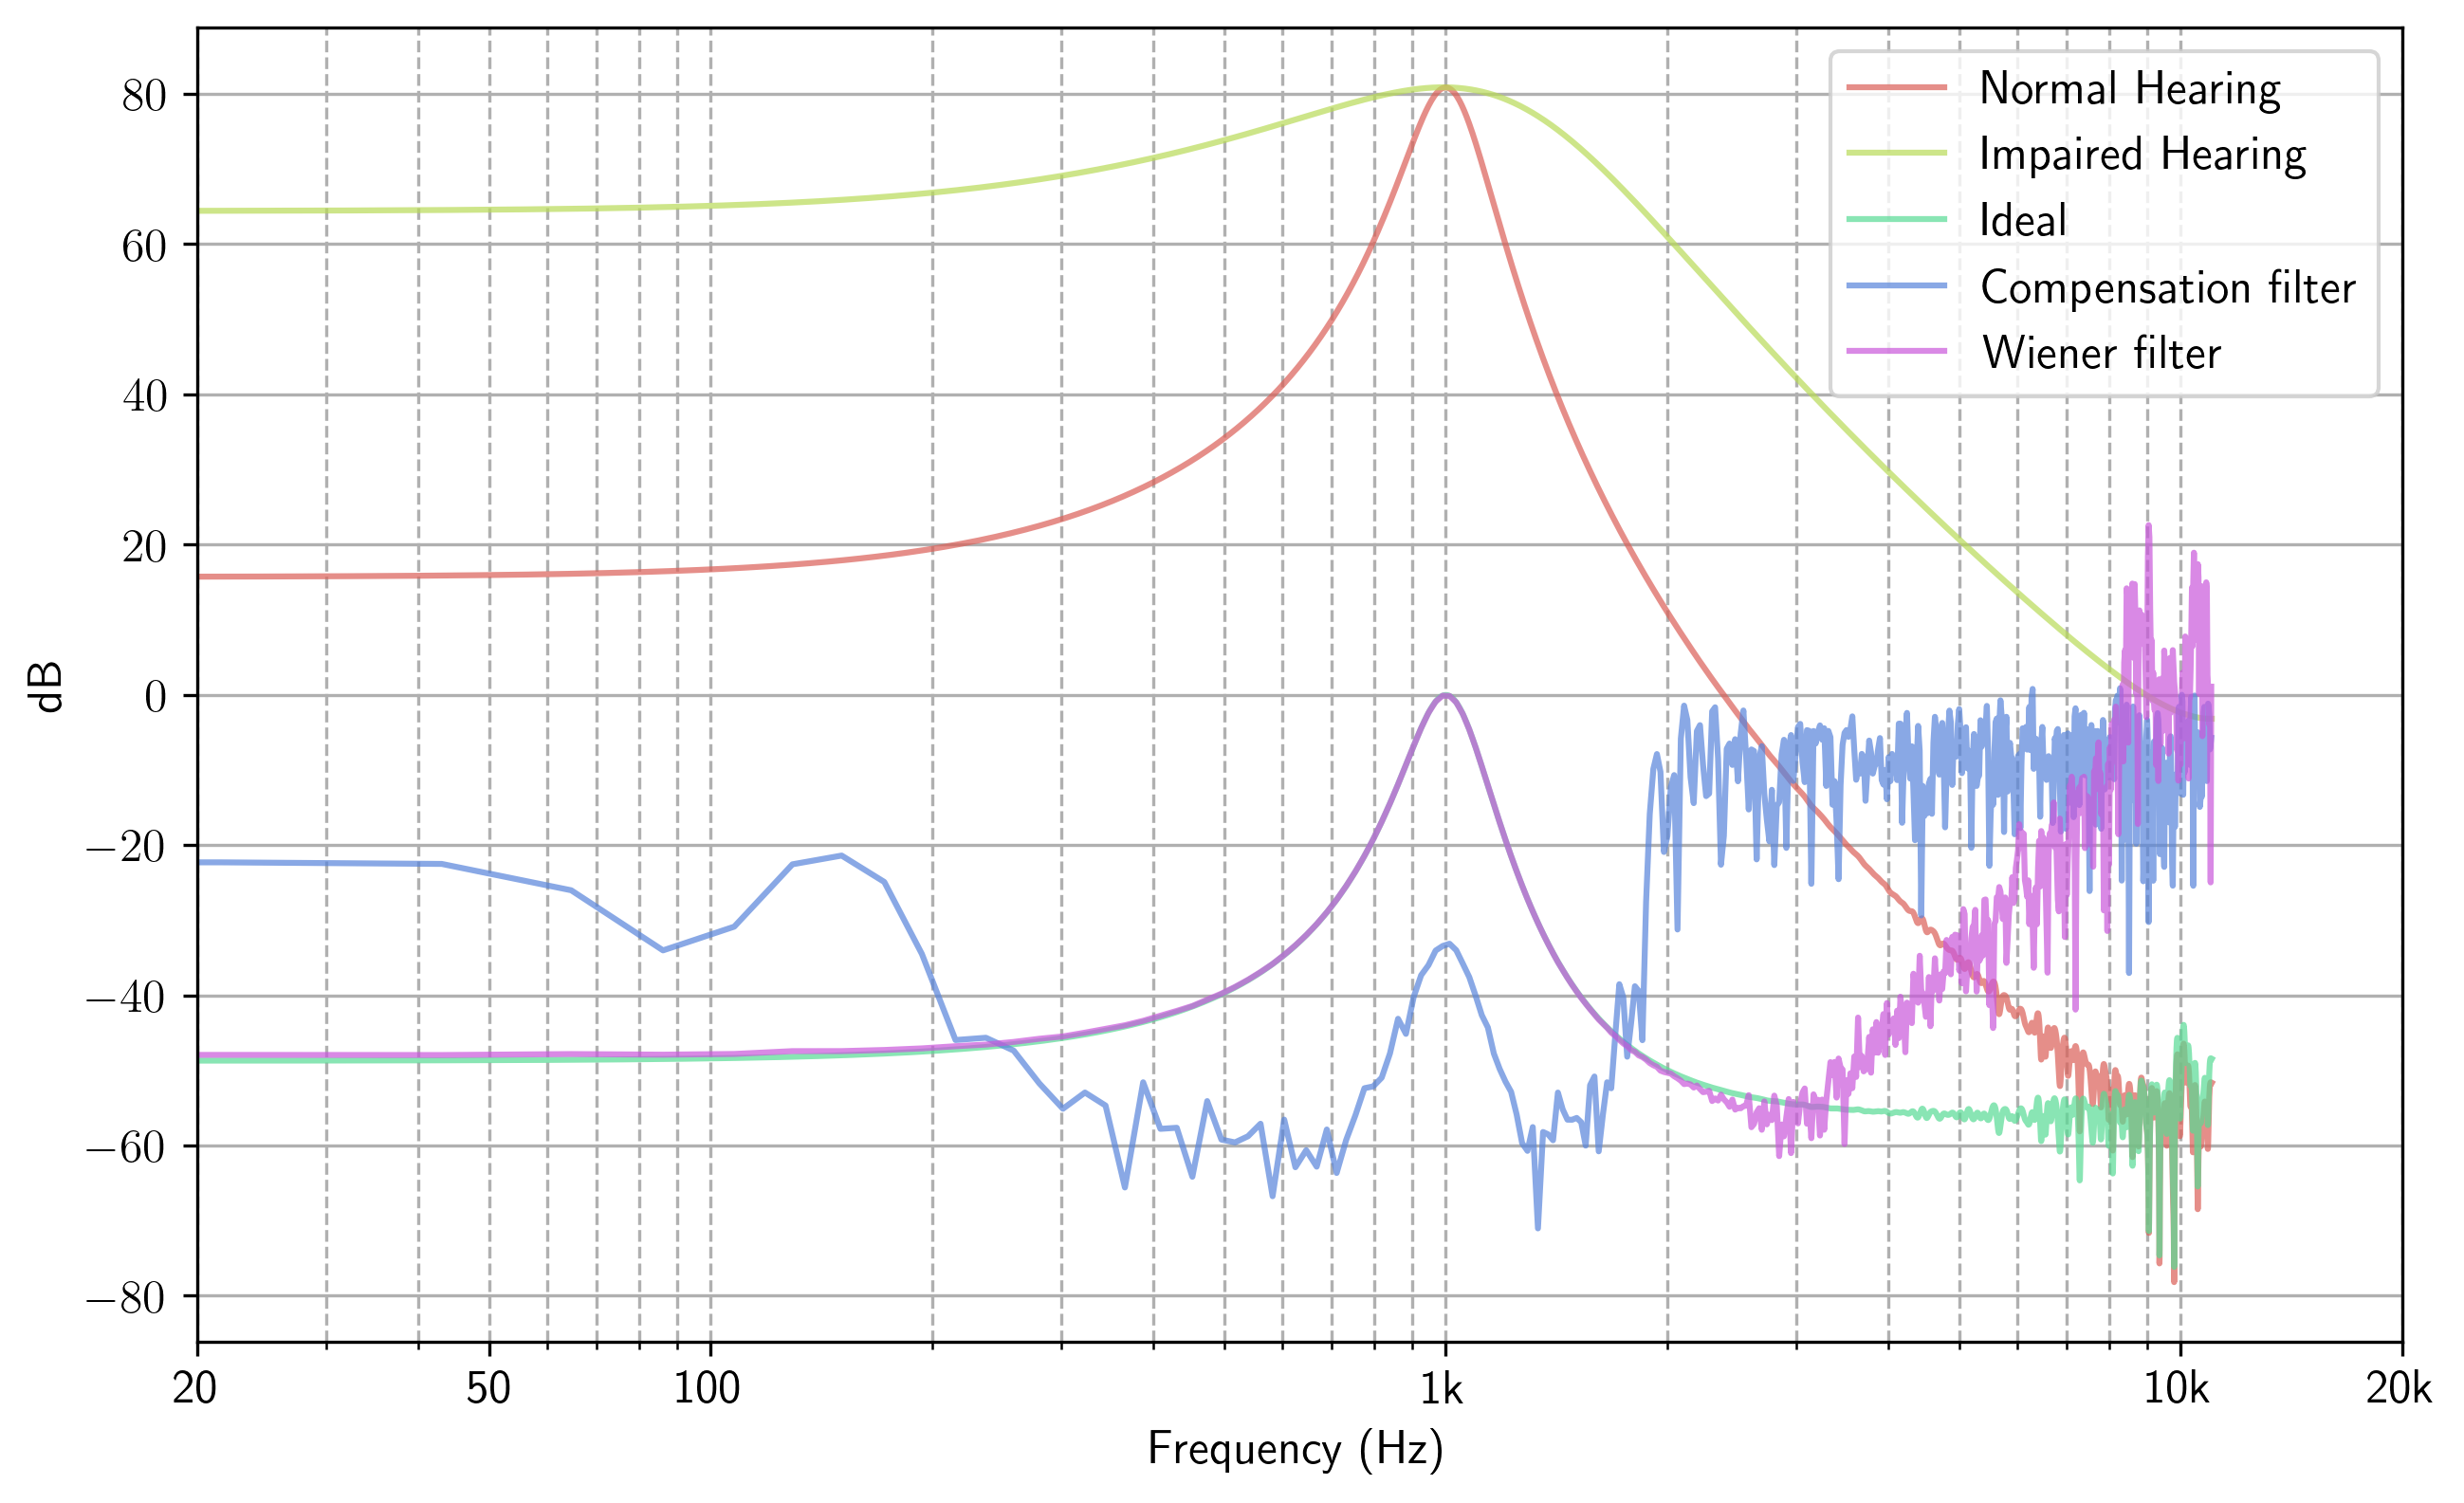 80
60
40
20
0
−20
−40
−60
−80
dB
20
50
100
1k
10k
20k
Frequency (Hz)
Normal Hearing
Impaired Hearing
Ideal
Compensation filter
Wiener filter